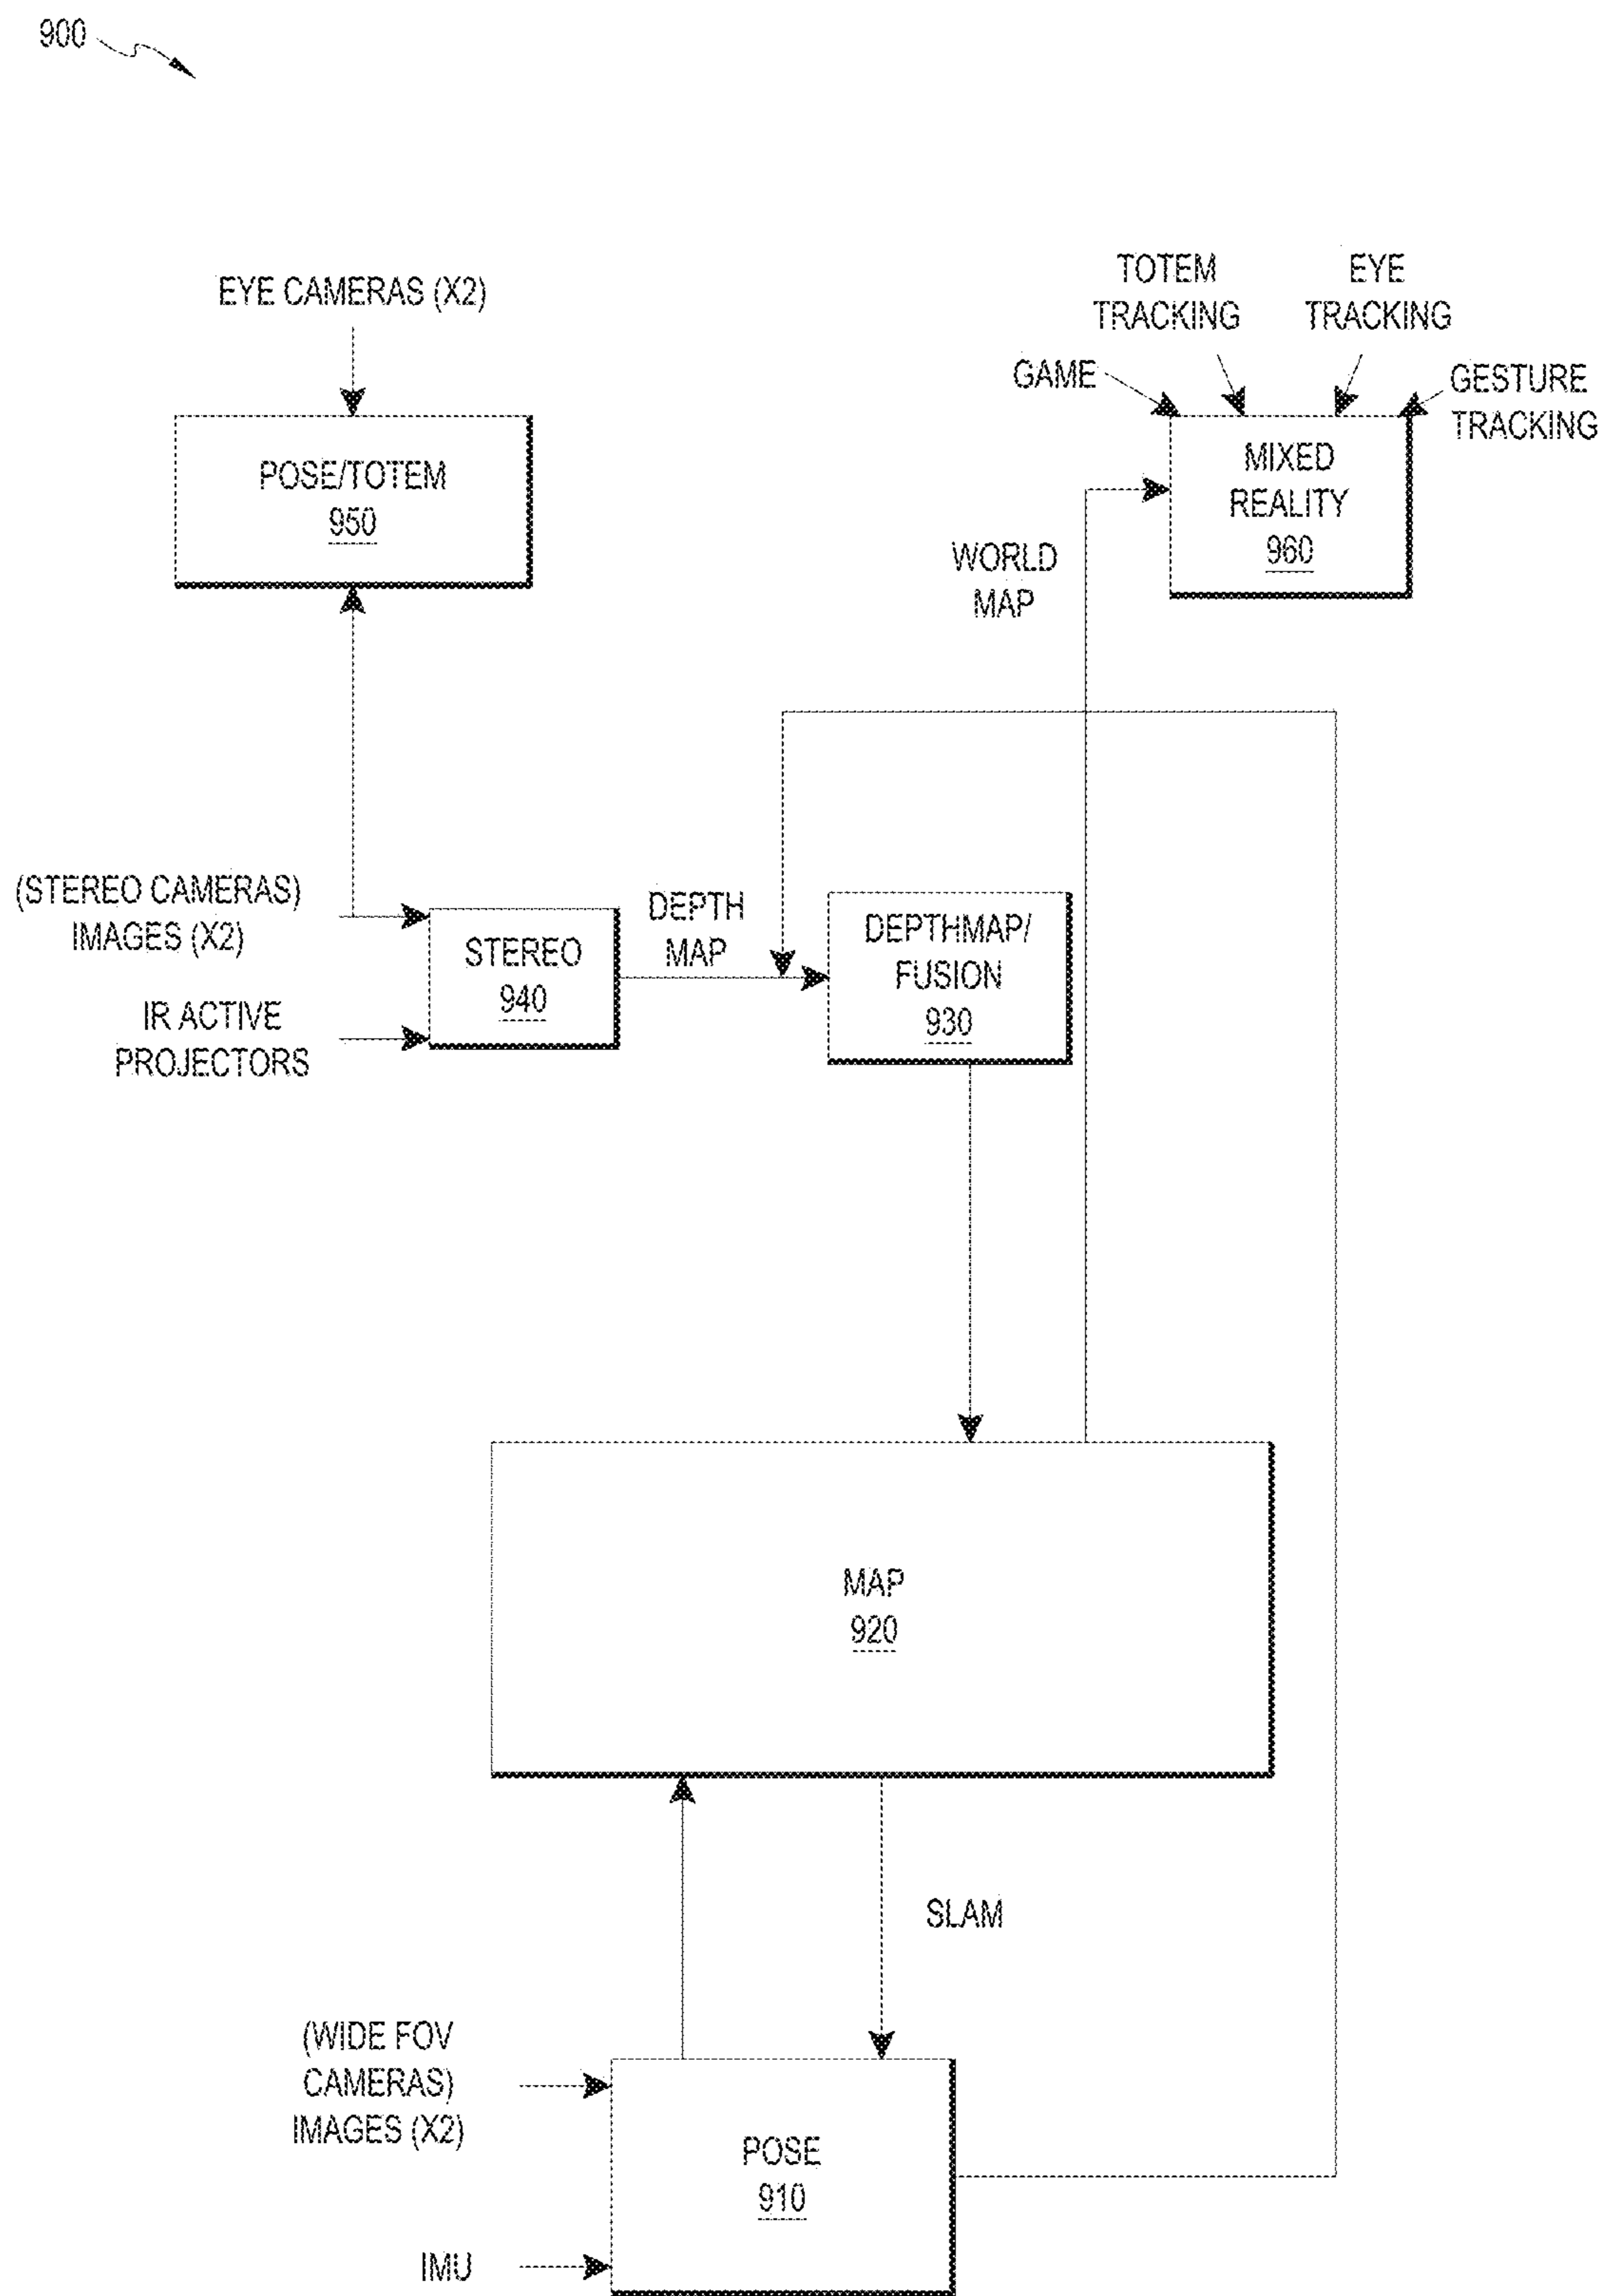 900
EYE CAMERAS (X2)
POSE/TOTEM
950
TOTEM
TRACKING
EYE
TRACKING
GAME
GESTURE
TRACKING
MIXED
REALITY
960
WORLD
MAP
(STEREO CAMERAS)
IMAGES (X2)
IR ACTIVE
PROJECTORS
STEREO
940
DEPTH
MAP
DEPTHMAP/
FUSION
930
MAP
920
SLAM
(WIDE FOV
CAMERAS)
IMAGES (X2)
IMU
POSE
910